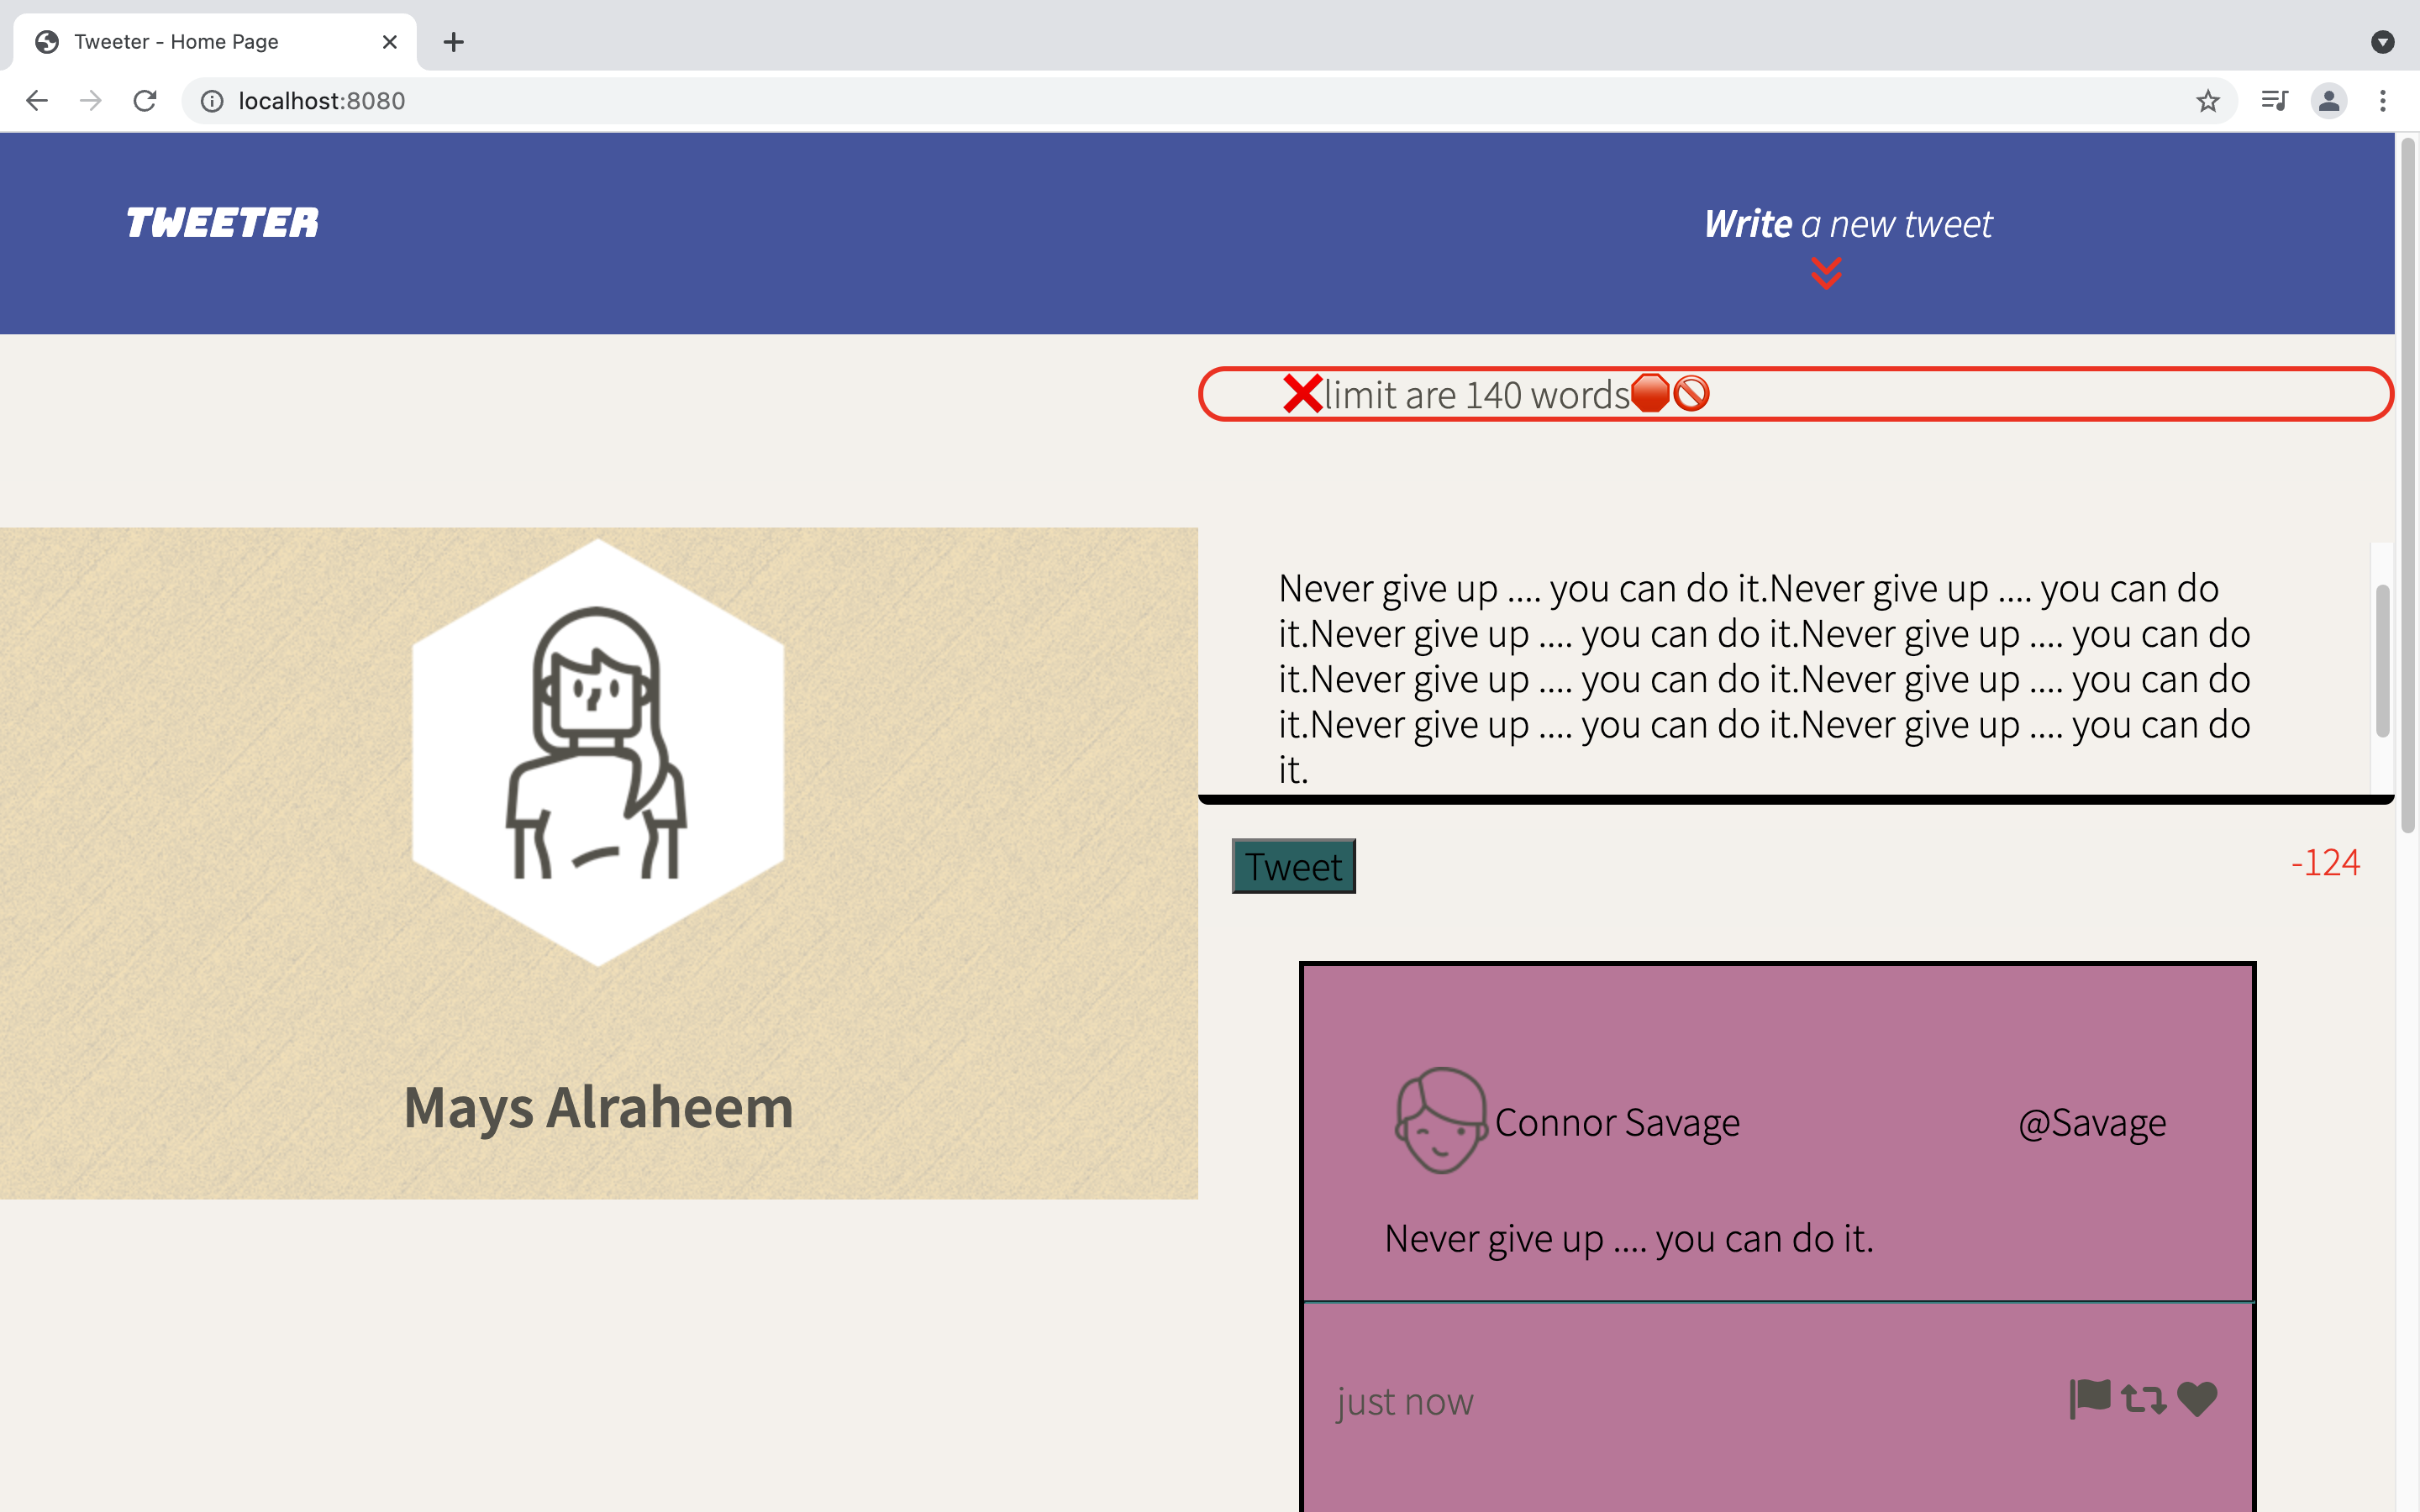 Tweeter - Home Page
localhost:8080
TWEETER
Write a new tweet
❌limit are 140 words🛑🚫
Never give up .... you can do it.Never give up .... you can do
it.Never give up .... you can do it.Never give up .... you can do
it.Never give up .... you can do it.Never give up .... you can do
it.Never give up .... you can do it.Never give up .... you can do
it.
Tweet
-124
Mays Alraheem
Connor Savage @Savage
Never give up .... you can do it.
just now